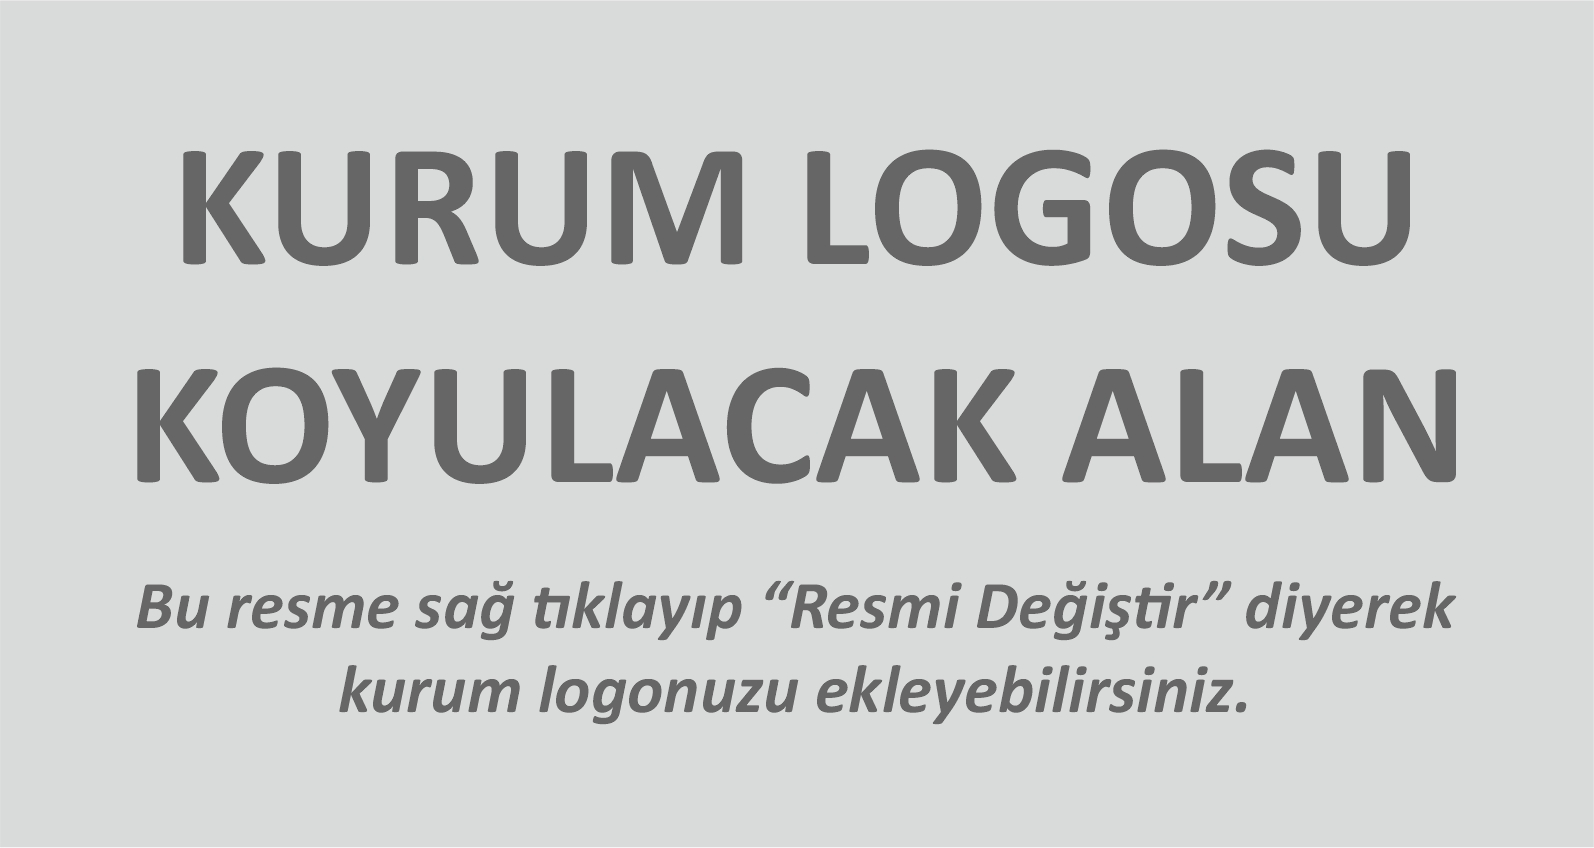 KURUM LOGOSU
KOYULACAK ALAN
Bu resme sağ tıklayıp “Resmi Değiştir” diyerek
kurum logonuzu ekleyebilirsiniz.